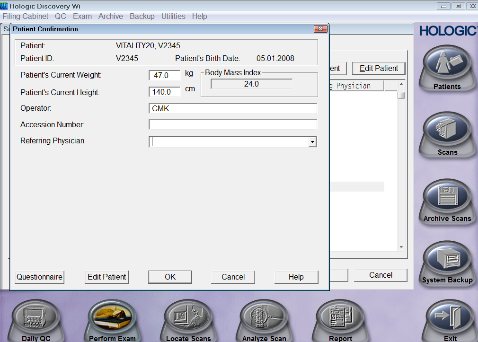 Hologic Discovery Wi
Filing Cabinet QC Exam Archive Backup Utilities Help
Patient Confirmation
Patient: VITALITY20, V2345
Patient ID. V2345 Patient's Birth Date. 05.01.2008
Patient's Current Weight: 47.0 kg
Body Mass Index
24.0
Patient's Current Height: 140.0 cm
Operator: CMK
Accession Number:
Referring Physician
Edit Patient
Physician
Questionnaire Edit Patient OK Cancel Help
Cancel
HOLOGIC
Patients
Scans
Archive Scans
System Backup
Daily QC Perform Exam Locate Scans Analyze Scan Report Exit